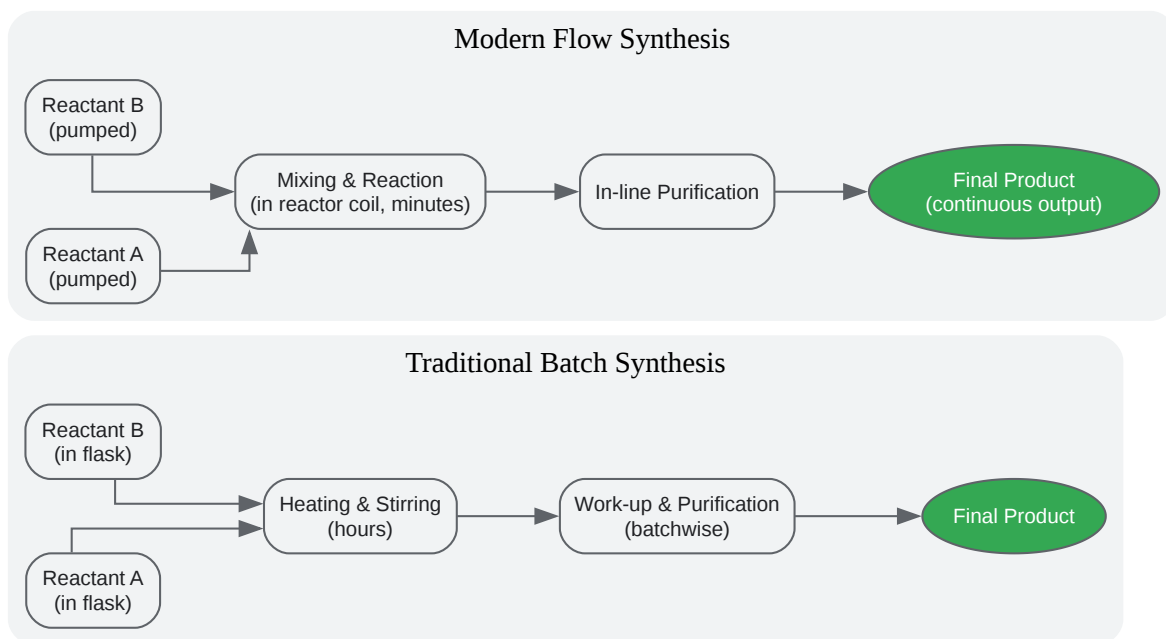 Modern Flow Synthesis
Reactant B
(pumped)
Mixing & Reaction
(in reactor coil, minutes)
In-line Purification
Final Product
(continuous output)
Reactant A
(pumped)
Traditional Batch Synthesis
Reactant B
(in flask)
Heating & Stirring
(hours)
Work-up & Purification
(batchwise)
Final Product
Reactant A
(in flask)